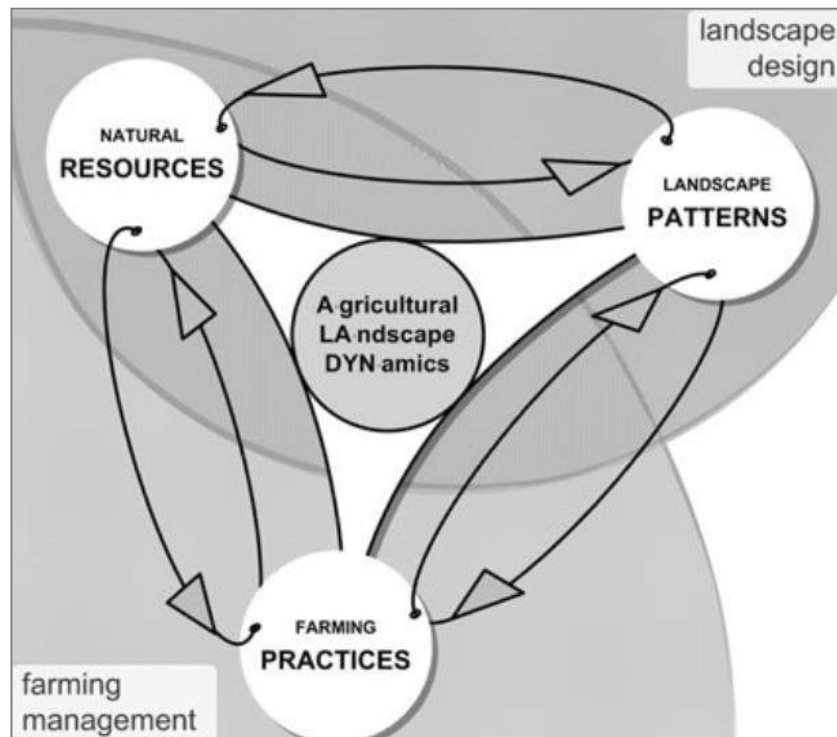 landscape
design
NATURAL
RESOURCES
LANDSCAPE
PATTERNS
A·gricultural
LA·ndscape
DYN·amics
FARMING
PRACTICES
farming
management